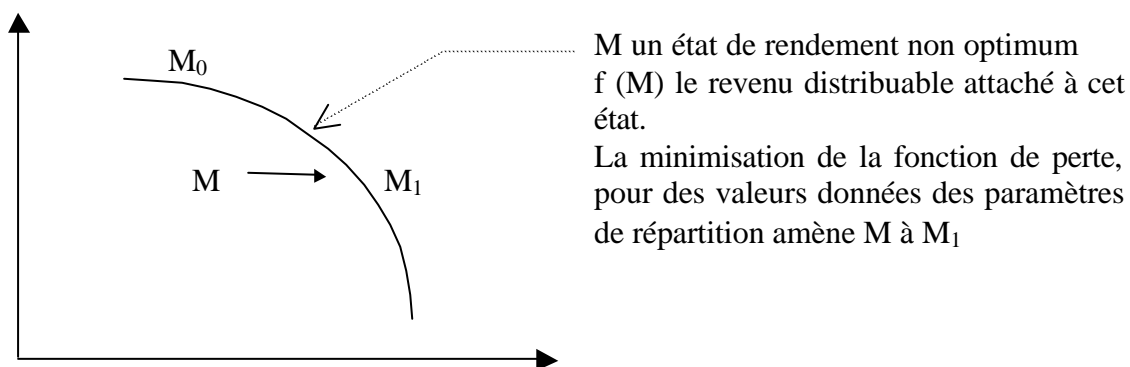 M₀
M
M₁
M un état de rendement non optimum
f (M) le revenu distribuable attaché à cet
état.
La minimisation de la fonction de perte,
pour des valeurs données des paramètres
de répartition amène M à M₁